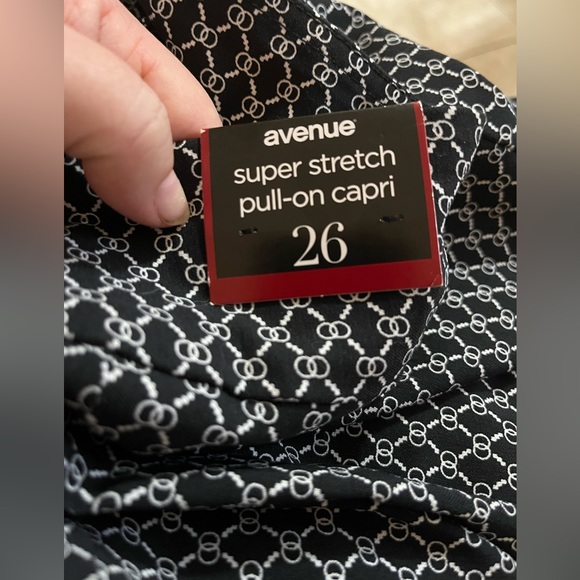 avenue
super stretch
pull-on capri
26